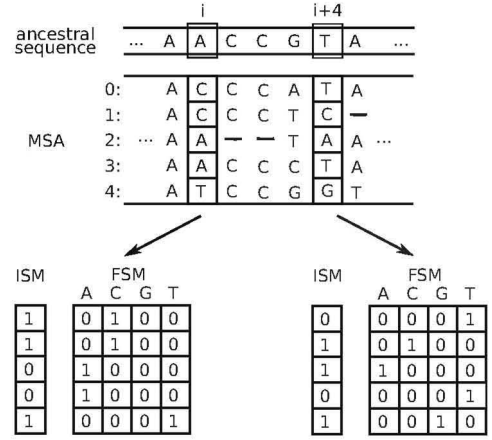 i i+4
ancestral sequence ... A A C C G T A ...
0: A C C C A T A
1: A C C C T C —
MSA 2: ... A A — — T A A ...
3: A A C C C T A
4: A T C C G G T
ISM FSM ISM FSM
A C G T A C G T
1 0 1 0 0 0 0 0 0 1
1 0 1 0 0 1 0 1 0 0
0 1 0 0 0 1 1 0 0 0
0 1 0 0 0 0 0 0 0 1
1 0 0 0 1 1 0 0 1 0